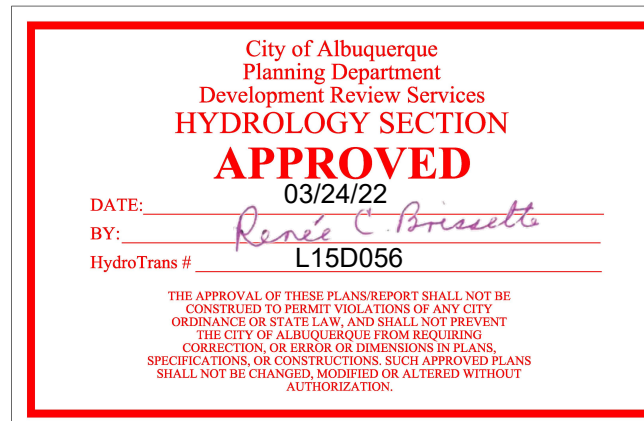 City of Albuquerque
Planning Department
Development Review Services
HYDROLOGY SECTION
APPROVED
DATE: 03/24/22
BY: Renée C. Brissette
HydroTrans # L15D056
THE APPROVAL OF THESE PLANS/REPORT SHALL NOT BE
CONSTRUED TO PERMIT VIOLATIONS OF ANY CITY
ORDINANCE OR STATE LAW, AND SHALL NOT PREVENT
THE CITY OF ALBUQUERQUE FROM REQUIRING
CORRECTION, OR ERROR OR DIMENSIONS IN PLANS,
SPECIFICATIONS, OR CONSTRUCTIONS. SUCH APPROVED PLANS
SHALL NOT BE CHANGED, MODIFIED OR ALTERED WITHOUT
AUTHORIZATION.